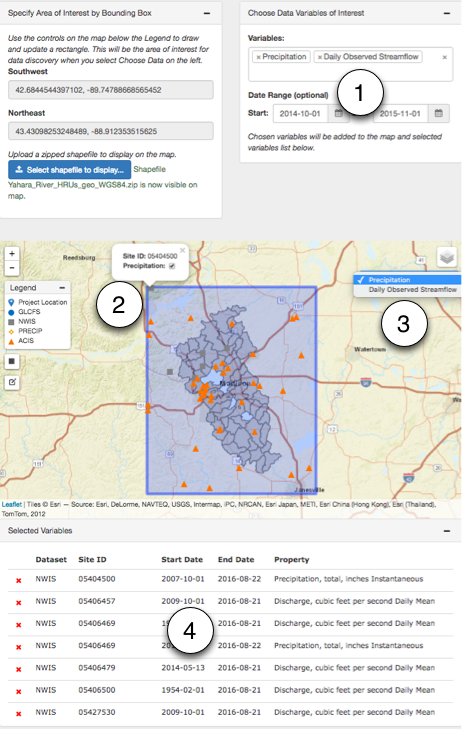 Specify Area of Interest by Bounding Box
Use the controls on the map below the Legend to draw
and update a rectangle. This will be the area of interest for
data discovery when you select Choose Data on the left.
Southwest
42.6844544397102, -89.74788668565452
Northeast
43.43098253248489, -88.912353515625
Upload a zipped shapefile to display on the map.
Select shapefile to display... Shapefile
Yahara_River_HRUs_geo_WGS84.zip is now visible on
map.
Choose Data Variables of Interest
Variables:
× Precipitation × Daily Observed Streamflow ×
Date Range (optional)
Start: 2014-10-01 2015-11-01
1
Chosen variables will be added to the map and selected
variables list below.
+
−
Reedsburg
Site ID: 05404500
Precipitation:
×
Legend
Project Location
GLCFS
NWIS
PRECIP
ACIS
2
Precipitation
Daily Observed Streamflow
3
Watertown
Janesville
Leaflet | Tiles © Esri — Source: Esri, DeLorme, NAVTEQ, USGS, Intermap, iPC, NRCAN, Esri Japan, METI, Esri China (Hong Kong), Esri (Thailand),
TomTom, 2012
Selected Variables
Dataset Site ID Start Date End Date Property
× NWIS 05404500 2007-10-01 2016-08-22 Precipitation, total, inches Instantaneous
× NWIS 05406457 2009-10-01 2016-08-21 Discharge, cubic feet per second Daily Mean
× NWIS 05406469 2016-08-21 Discharge, cubic feet per second Daily Mean
4
× NWIS 05406469 2016-08-22 Precipitation, total, inches Instantaneous
× NWIS 05406479 2014-05-13 2016-08-21 Discharge, cubic feet per second Daily Mean
× NWIS 05406500 1954-02-01 2016-08-21 Discharge, cubic feet per second Daily Mean
× NWIS 05427530 2009-10-01 2016-08-21 Discharge, cubic feet per second Daily Mean